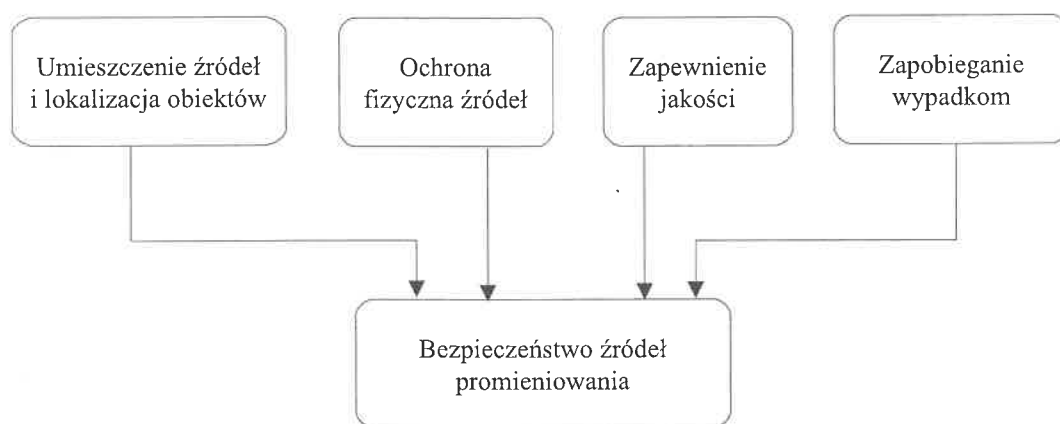 Umieszczenie źródeł
i lokalizacja obiektów
Ochrona
fizyczna źródeł
Zapewnienie
jakości
Zapobieganie
wypadkom
Bezpieczeństwo źródeł
promieniowania